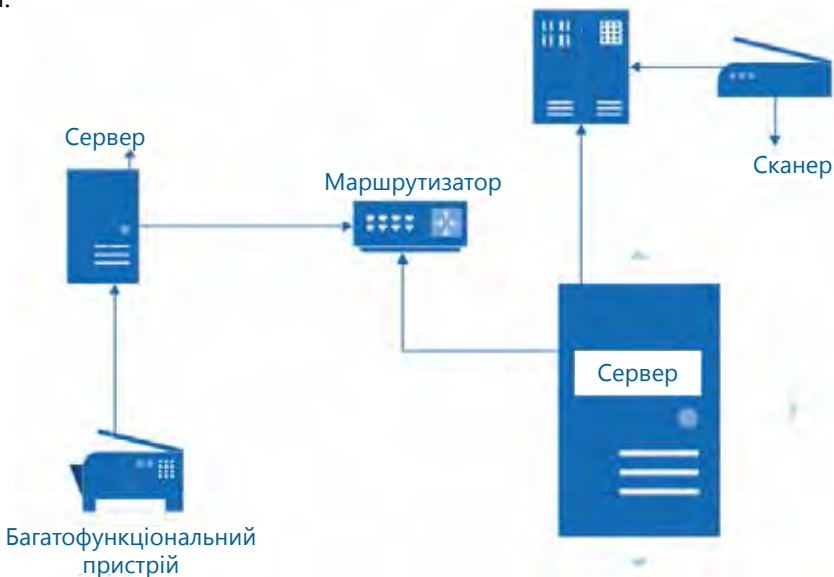 Сервер
Маршрутизатор
Сканер
Сервер
Багатофункціональний
пристрій